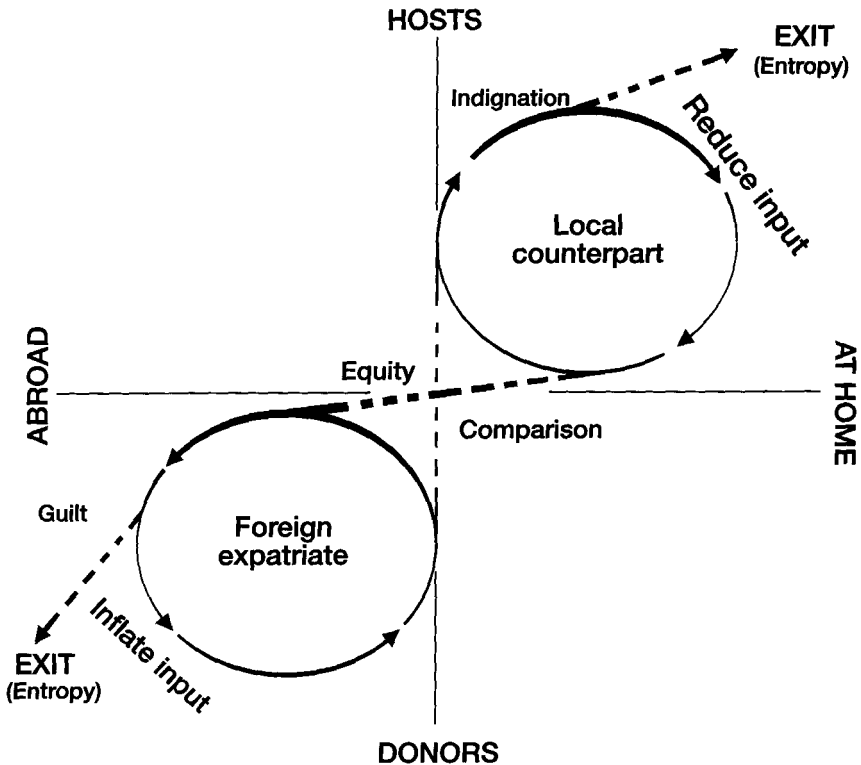 HOSTS
EXIT
(Entropy)
Indignation
Reduce input
Local
counterpart
ABROAD
Equity
AT HOME
Comparison
Guilt
Foreign
expatriate
Inflate input
EXIT
(Entropy)
DONORS